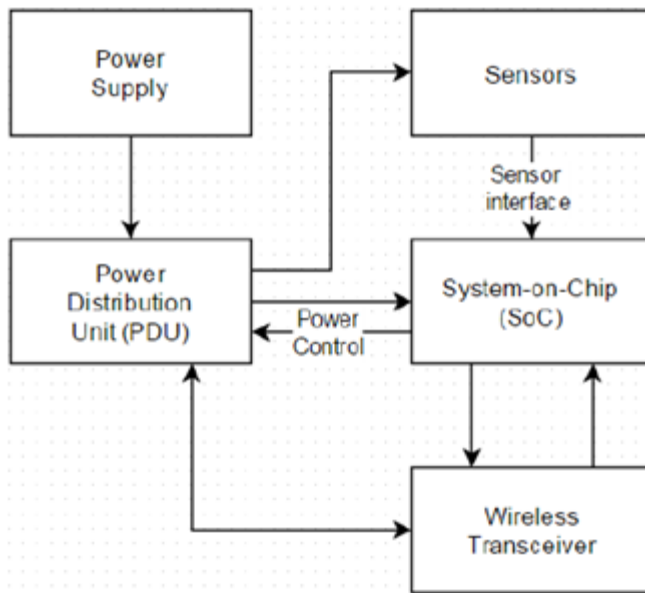 Power
Supply
Sensors
Sensor
interface
Power
Distribution
Unit (PDU)
Power
Control
System-on-Chip
(SoC)
Wireless
Transceiver